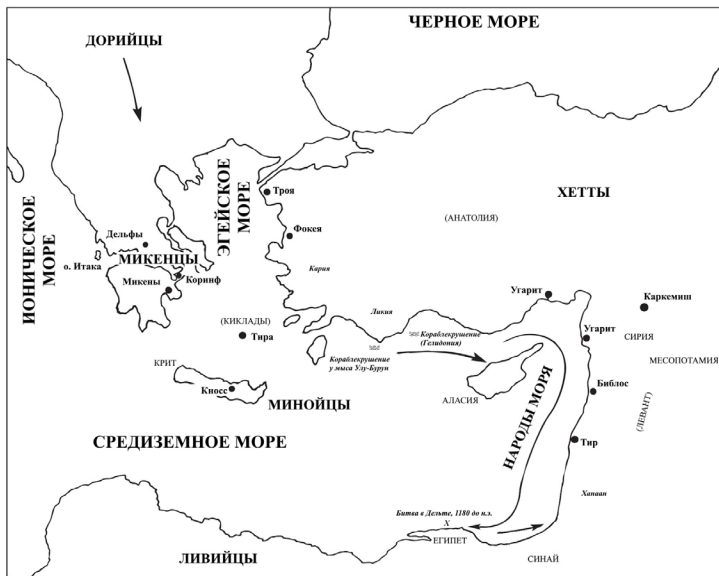 ЧЕРНОЕ МОРЕ
ДОРИЙЦЫ
ИОНИЧЕСКОЕ
МОРЕ
ЭГЕЙСКОЕ
МОРЕ
Троя
ХЕТТЫ
(АНАТОЛИЯ)
Дельфы
Фокея
МИКЕНЦЫ
о. Итака
Коринф
Микены
Кария
Угарит
Каркемиш
Ликия
(КИКЛАДЫ)
Тира
Кораблекрушение
(Гелидония)
Угарит
СИРИЯ
Кораблекрушение
у мыса Улу-Бурун
МЕСОПОТАМИЯ
КРИТ
Кносс
МИНОЙЦЫ
АЛАСИЯ
Библос
(ЛЕВАНТ)
НАРОДЫ МОРЯ
СРЕДИЗЕМНОЕ МОРЕ
Тир
Ханаан
Битва в Дельте, 1180 до н.э.
X
ЕГИПЕТ
ЛИВИЙЦЫ
СИНАЙ